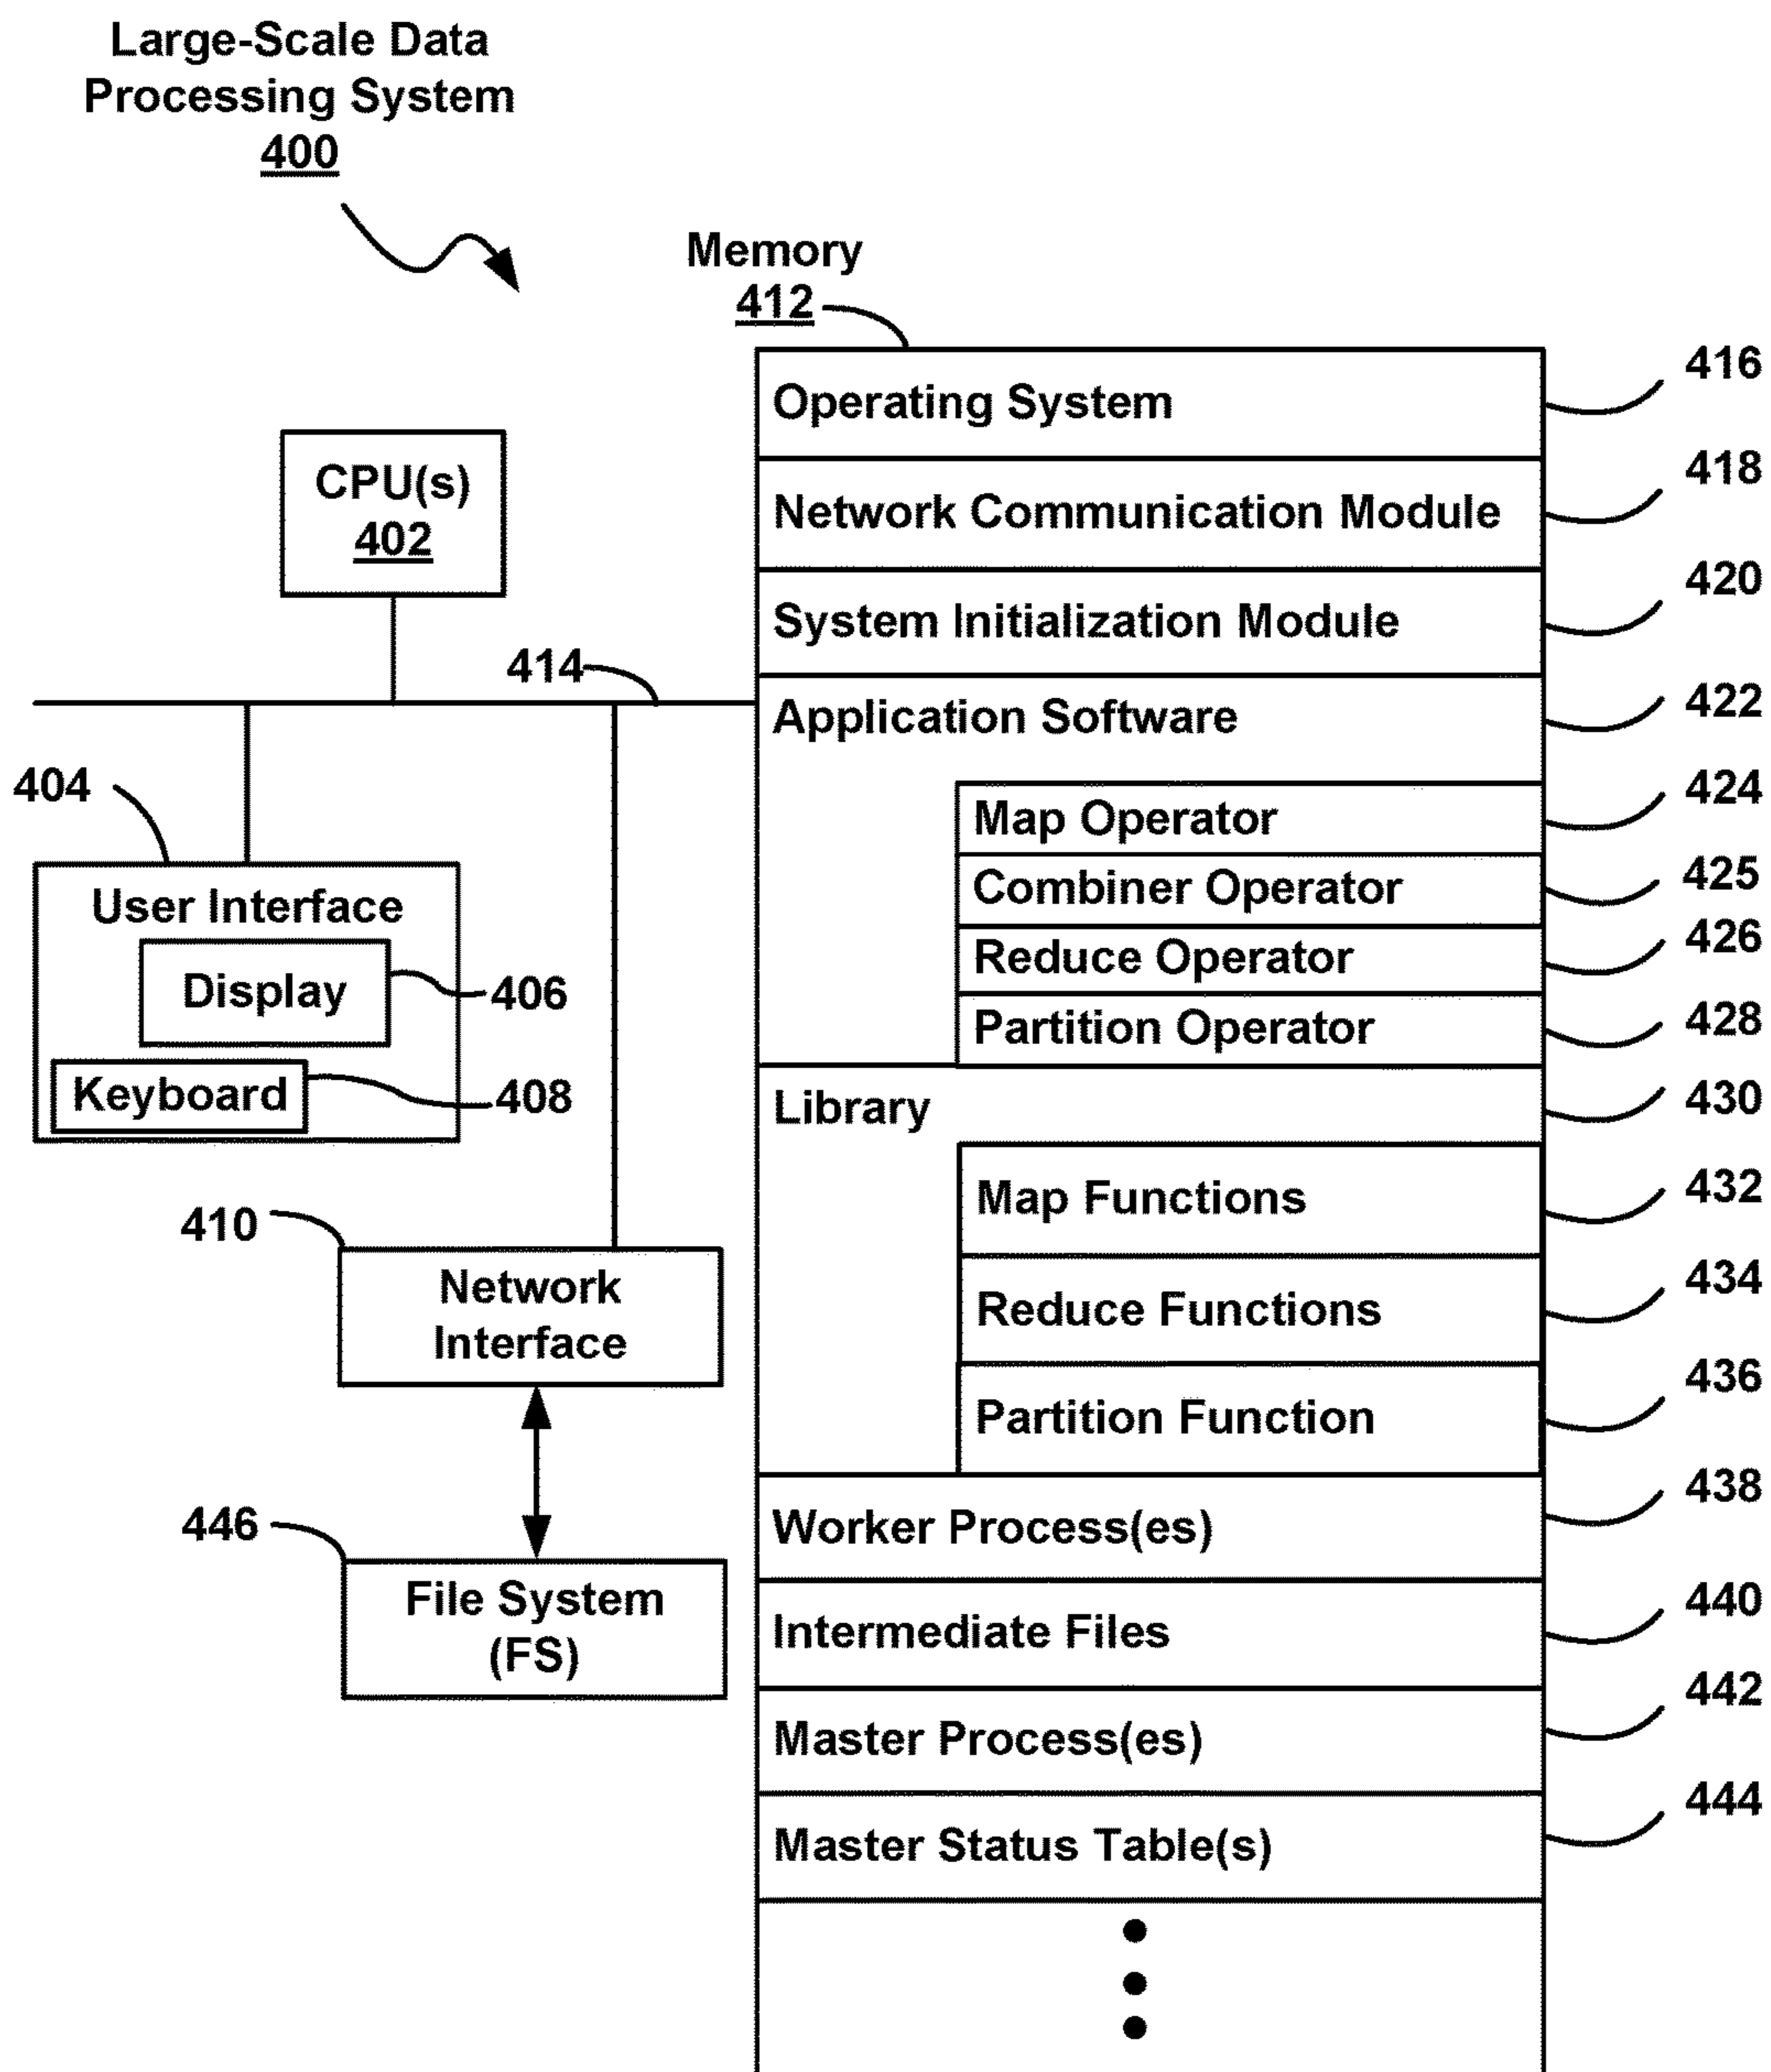 Large-Scale Data
Processing System
400
Memory
412
Operating System
416
Network Communication Module
418
System Initialization Module
420
CPU(s)
402
414
Application Software
422
Map Operator
424
Combiner Operator
425
Reduce Operator
426
Partition Operator
428
404
User Interface
Display
406
Keyboard
408
Library
430
Map Functions
432
Reduce Functions
434
Partition Function
436
410
Network
Interface
446
File System
(FS)
Worker Process(es)
438
Intermediate Files
440
Master Process(es)
442
Master Status Table(s)
444